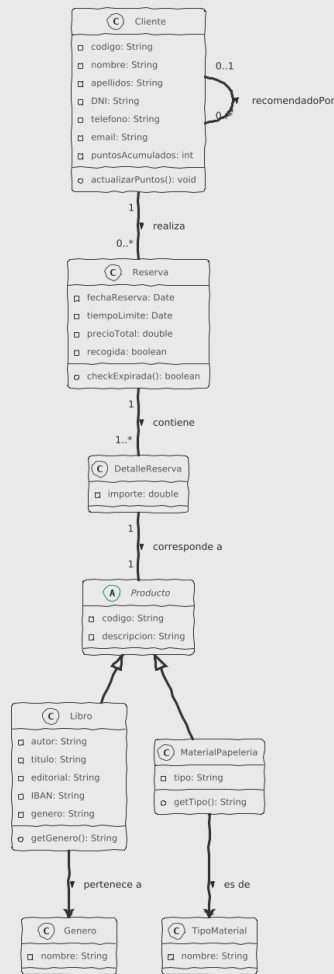 C Cliente
codigo: String
nombre: String
apellidos: String
DNI: String
telefono: String
email: String
puntosAcumulados: int
actualizarPuntos(): void
0..1
recomendadoPor
0..*
1
realiza
0..*
C Reserva
fechaReserva: Date
tiempoLimite: Date
precioTotal: double
recogida: boolean
checkExpirada(): boolean
1
contiene
1..*
C DetalleReserva
importe: double
1
corresponde a
1
A Producto
codigo: String
descripcion: String
C Libro
autor: String
titulo: String
editorial: String
IBAN: String
genero: String
getGenero(): String
C MaterialPapeleria
tipo: String
getTipo(): String
pertenece a
es de
C Genero
nombre: String
C TipoMaterial
nombre: String